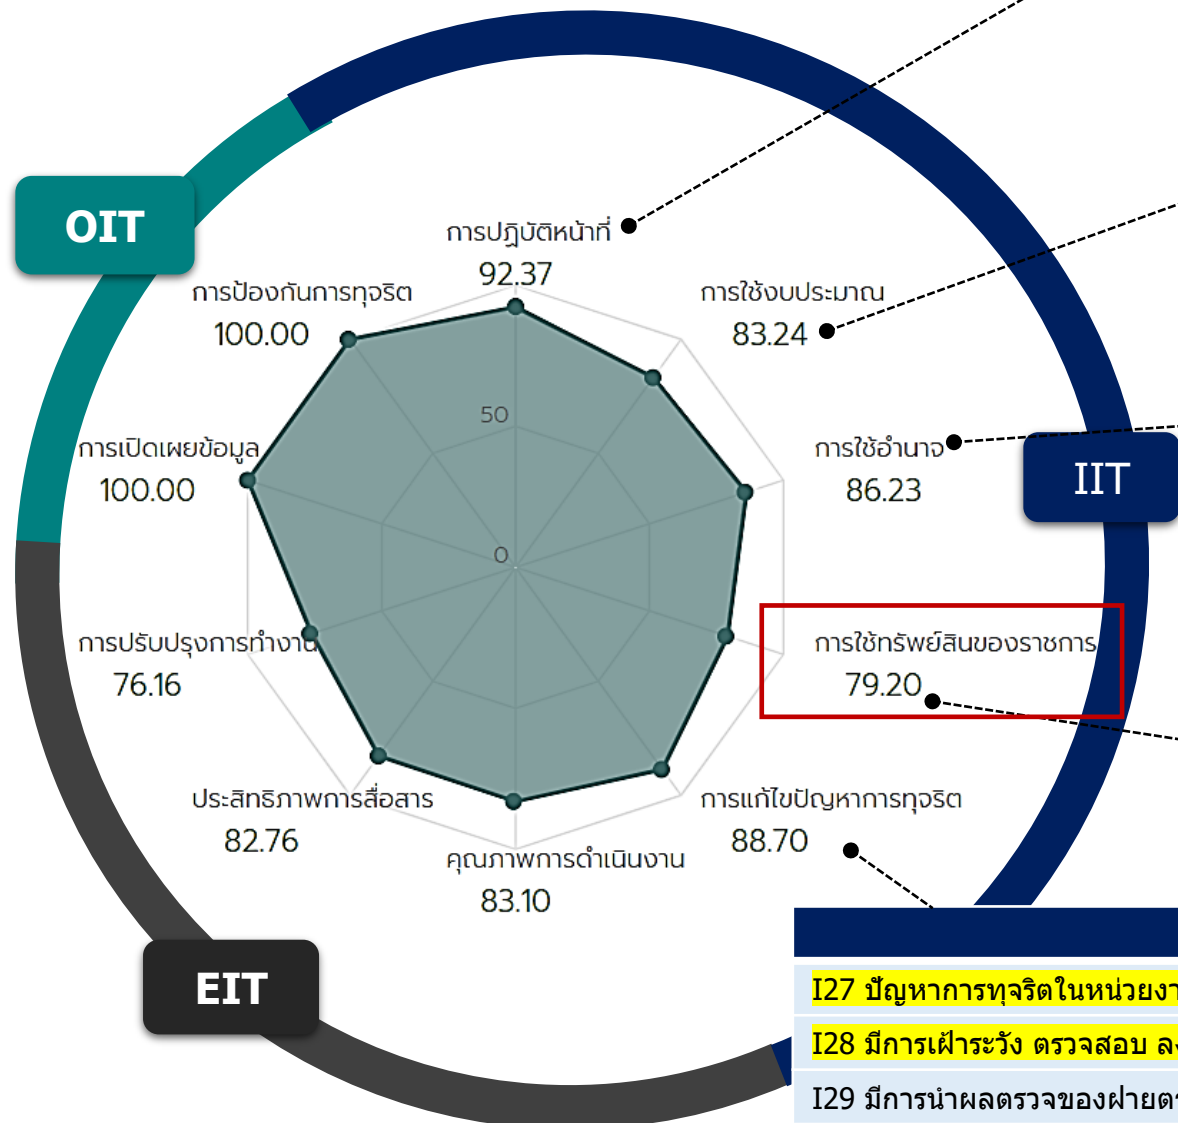 OIT
การปฏิบัติหน้าที่
92.37
การป้องกันการทุจริต
100.00
การใช้งบประมาณ
83.24
50
การเปิดเผยข้อมูล
100.00
การใช้อำนาจ
86.23
IIT
0
การปรับปรุงการทำงาน
76.16
การใช้ทรัพย์สินของราชการ
79.20
ประสิทธิภาพการสื่อสาร
82.76
การแก้ไขปัญหาการทุจริต
88.70
คุณภาพการดำเนินงาน
83.10
EIT
I27 ปัญหาการทุจริตในหน่วยงา
I28 มีการเฝ้าระวัง ตรวจสอบ ลง
I29 มีการนำผลตรวจของฝ่ายตร